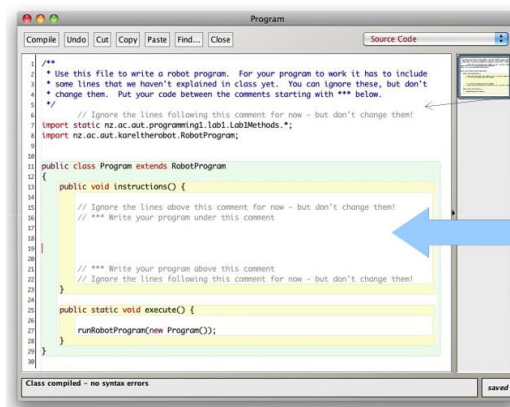 Program
Compile Undo Cut Copy Paste Find... Close Source Code
1 /**
2 * Use this file to write a robot program. For your program to work it has to include
3 * some lines that we haven't explained in class yet. You can ignore these, but don't
4 * change them. Put your code between the comments starting with *** below.
5 */
6 // Ignore the lines following this comment for now - but don't change them!
7 import static nz.ac.aut.programming1.lab1.Lab1Methods.*;
8 import nz.ac.aut.kareltherobot.RobotProgram;
9
10
11 public class Program extends RobotProgram
12 {
13 public void instructions() {
14
15 // Ignore the lines above this comment for now - but don't change them!
16 // *** Write your program under this comment
17
18
19
20
21 // *** Write your program above this comment
22 // Ignore the lines following this comment for now - but don't change them!
23 }
24
25 public static void execute() {
26
27 runRobotProgram(new Program());
28 }
29 }
30
Class compiled - no syntax errors
saved